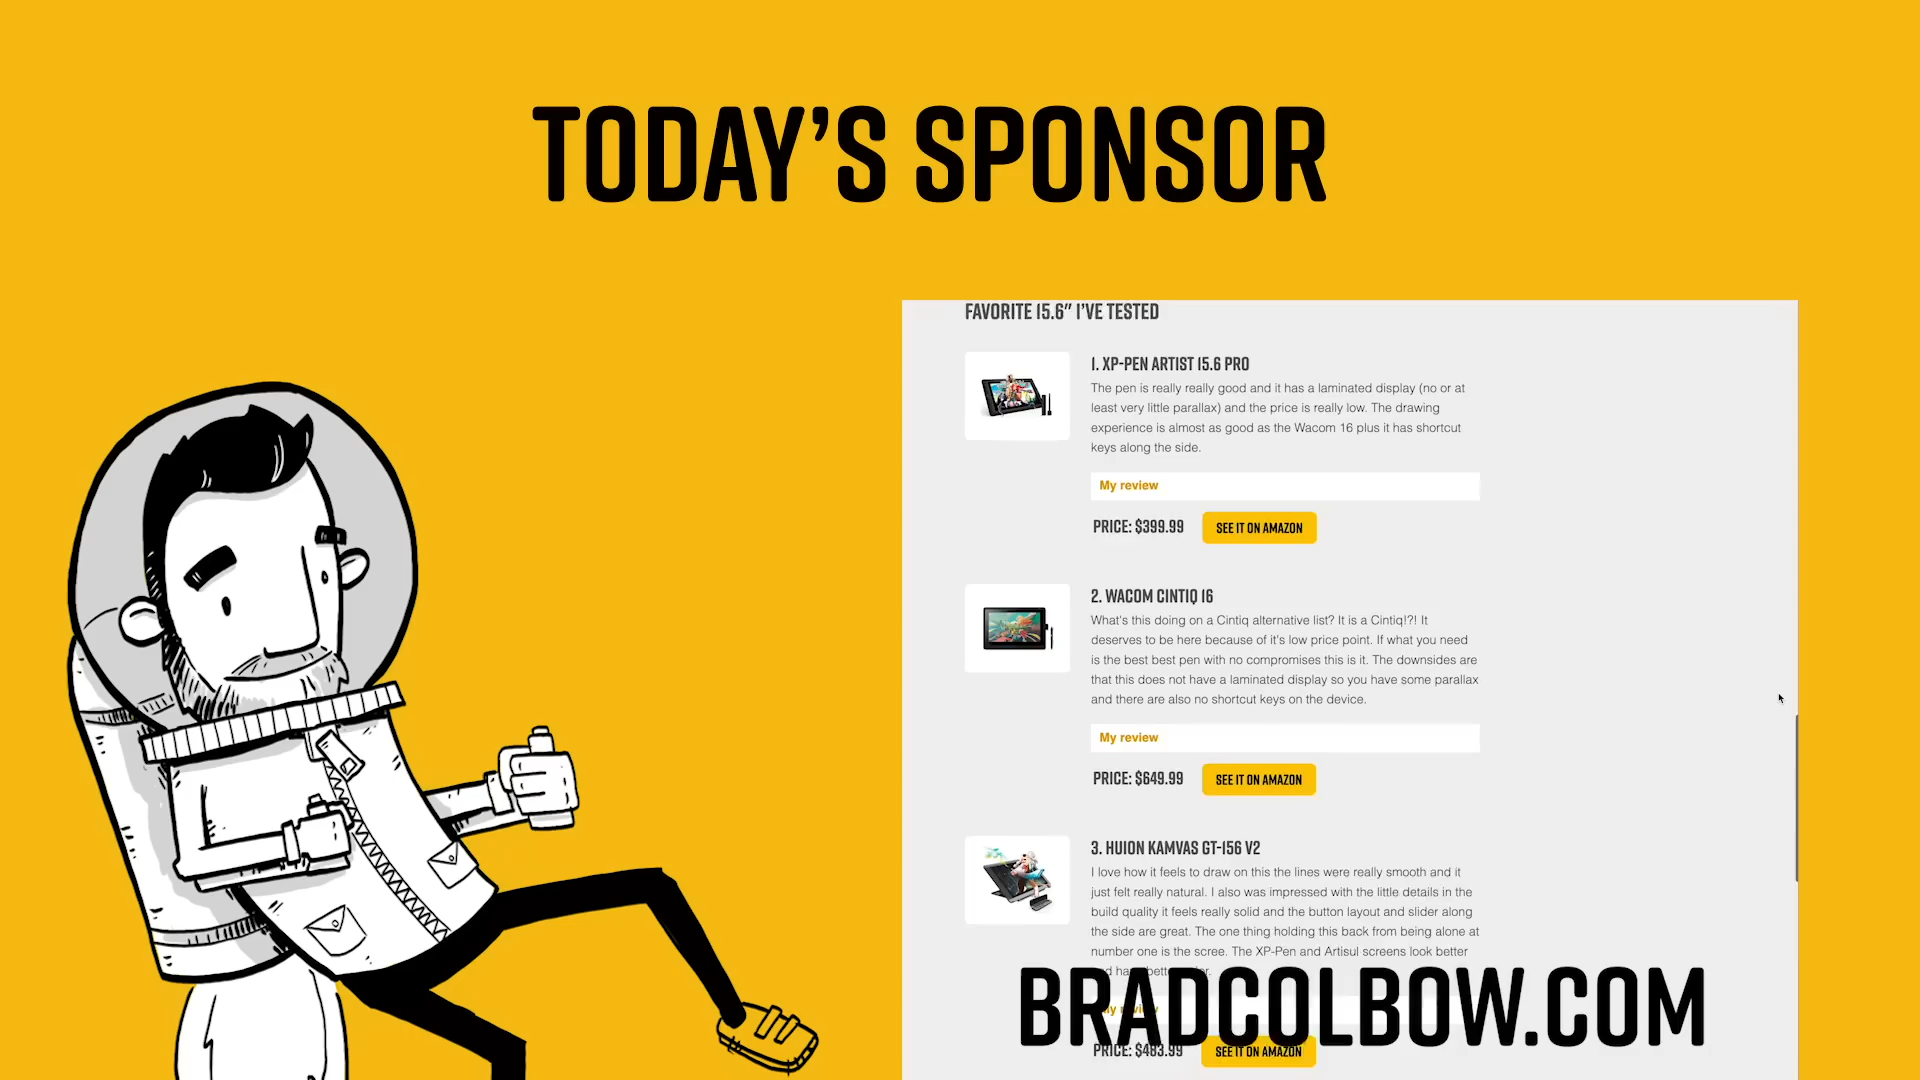 TODAY'S SPONSOR
FAVORITE 15.6" I'VE TESTED
1. XP-PEN ARTIST 15.6 PRO
The pen is really really good and it has a laminated display (no or at
least very little parallax) and the price is really low. The drawing
experience is almost as good as the Wacom 16 plus it has shortcut
keys along the side.
My review
PRICE: $399.99
SEE IT ON AMAZON
2. WACOM CINTIQ 16
What's this doing on a Cintiq alternative list? It is a Cintiq!?! It
deserves to be here because of it's low price point. If what you need
is the best best pen with no compromises this is it. The downsides are
that this does not have a laminated display so you have some parallax
and there are also no shortcut keys on the device.
My review
PRICE: $649.99
SEE IT ON AMAZON
3. HUION KAMVAS GT-156 V2
I love how it feels to draw on this the lines were really smooth and it
just felt really natural. I also was impressed with the little details in the
build quality it feels really solid and the button layout and slider along
the side are great. The one thing holding this back from being alone at
number one is the scree. The XP-Pen and Artisul screens look better
BRADCOLBOW.COM
PRICE: $483.99
SEE IT ON AMAZON